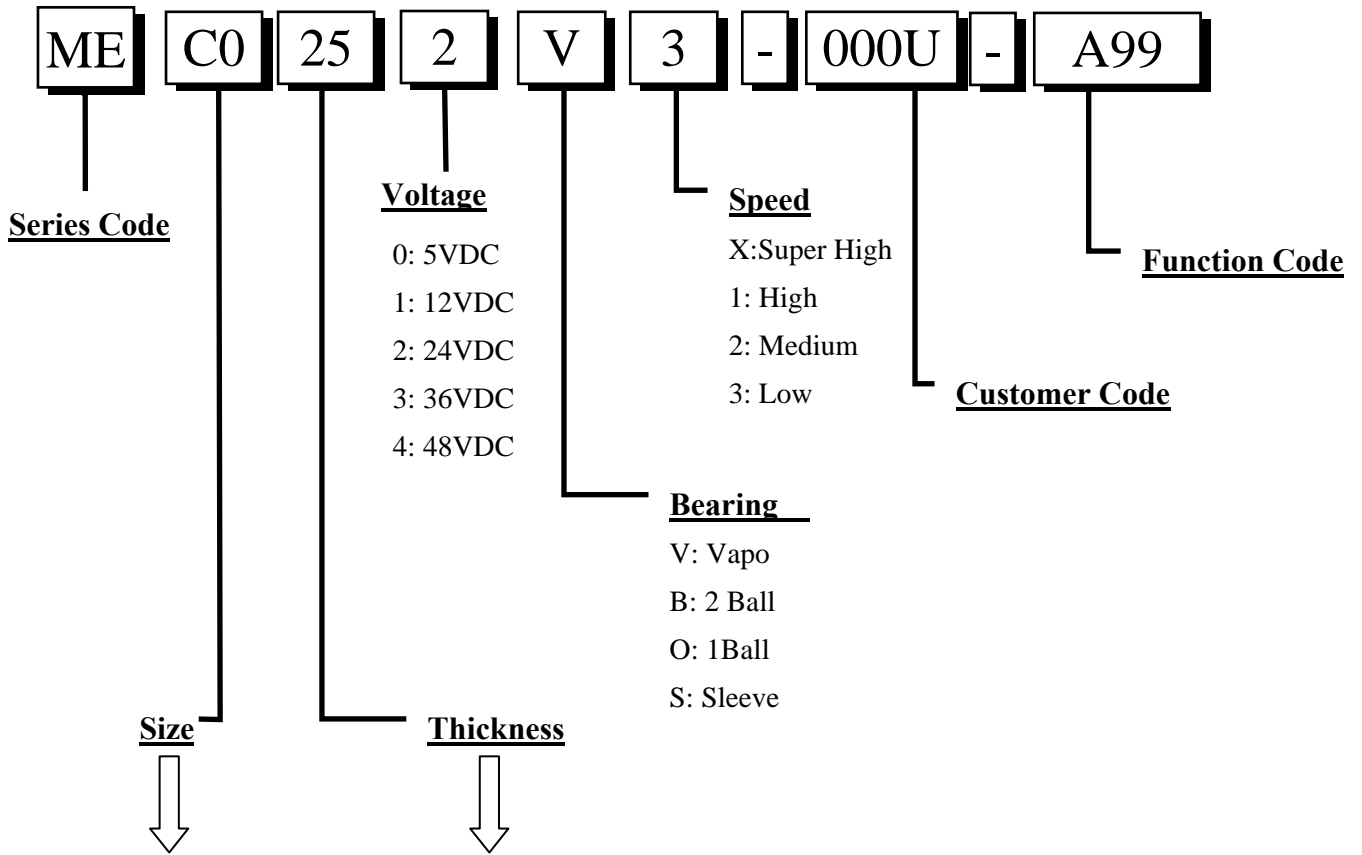 ME C0 25 2 V 3 - 000U - A99
Series Code
Voltage
0: 5VDC
1: 12VDC
2: 24VDC
3: 36VDC
4: 48VDC
Speed
X:Super High
1: High
2: Medium
3: Low
Function Code
Customer Code
Bearing
V: Vapo
B: 2 Ball
O: 1Ball
S: Sleeve
Size
Thickness